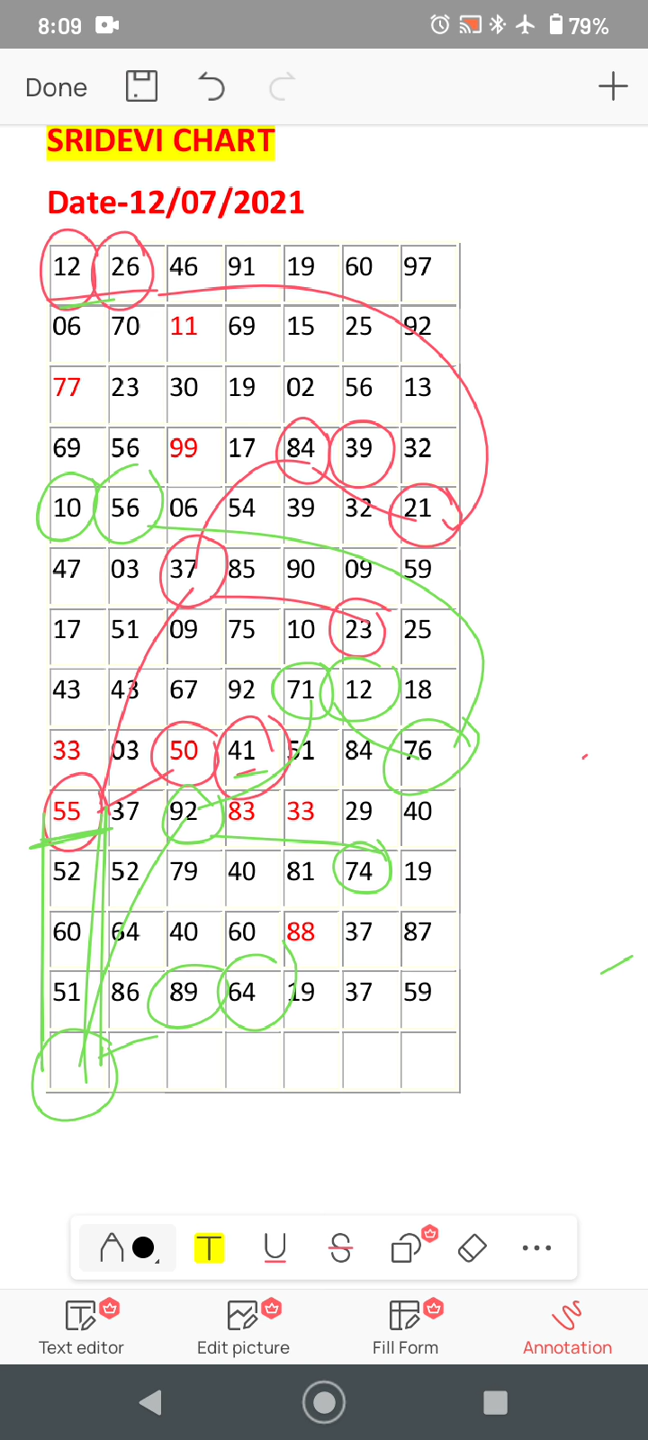 8:09 79%
Done
SRIDEVI CHART
Date-12/07/2021
12 26 46 91 19 60 97
06 70 11 69 15 25 92
77 23 30 19 02 56 13
69 56 99 17 84 39 32
10 56 06 54 39 32 21
47 03 37 85 90 09 59
17 51 09 75 10 23 25
43 43 67 92 71 12 18
33 03 50 41 51 84 76
55 37 92 83 33 29 40
52 52 79 40 81 74 19
60 64 40 60 88 37 87
51 86 89 64 19 37 59
T U S
Text editor Edit picture Fill Form Annotation